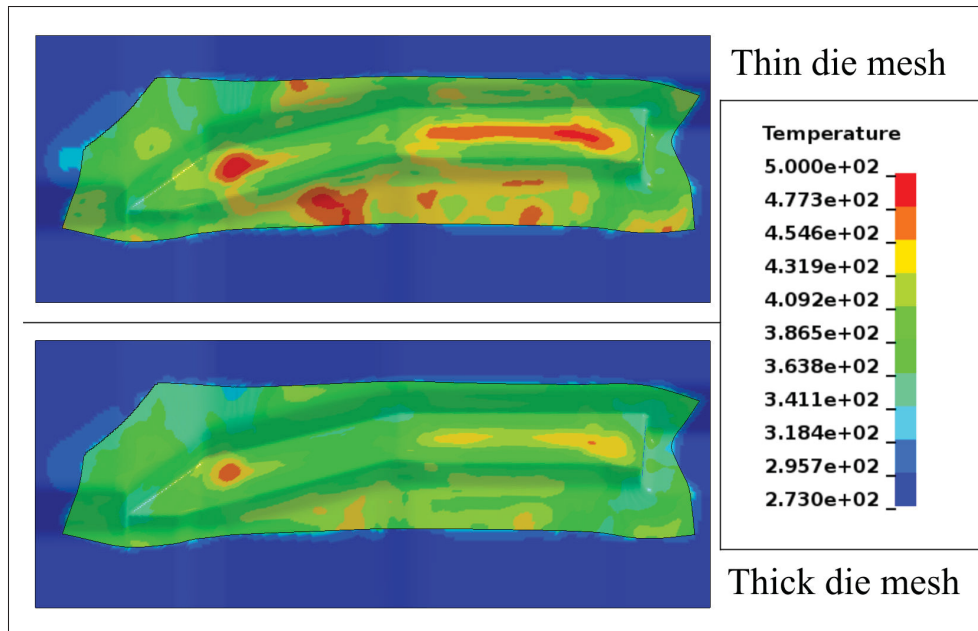 Thin die mesh
Temperature
5.000e+02
4.773e+02
4.546e+02
4.319e+02
4.092e+02
3.865e+02
3.638e+02
3.411e+02
3.184e+02
2.957e+02
2.730e+02
Thick die mesh